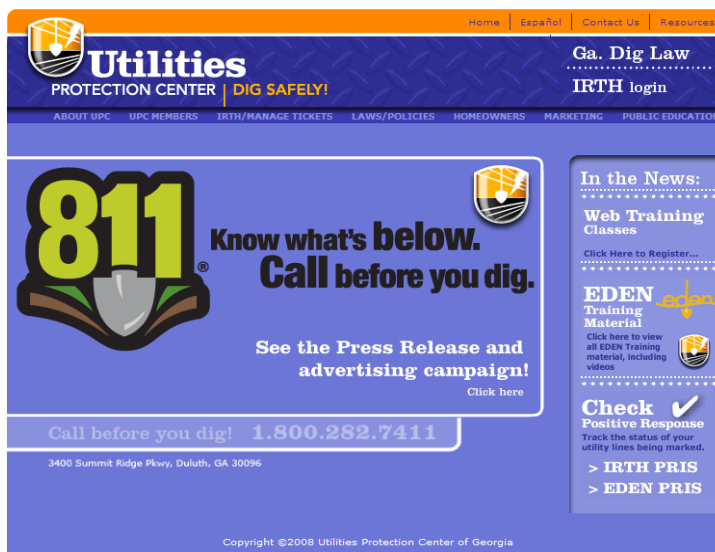 Home Español Contact Us Resources
Utilities
PROTECTION CENTER DIG SAFELY!
Ga. Dig Law
IRTH login
ABOUT UPC UPC MEMBERS IRTH/MANAGE TICKETS LAWS/POLICIES HOMEOWNERS MARKETING PUBLIC EDUCATIO
811®
Know what's below.
Call before you dig.
See the Press Release and
advertising campaign!
Click here
Call before you dig! 1.800.282.7411
3400 Summit Ridge Pkwy, Duluth, GA 30096
In the News:
Web Training
Classes
Click Here to Register...
EDEN eden
Training
Material
Click here to view
all EDEN Training
material, including
videos
Check
Positive Response
Track the status of your
utility lines being marked.
> IRTH PRIS
> EDEN PRIS
Copyright ©2008 Utilities Protection Center of Georgia